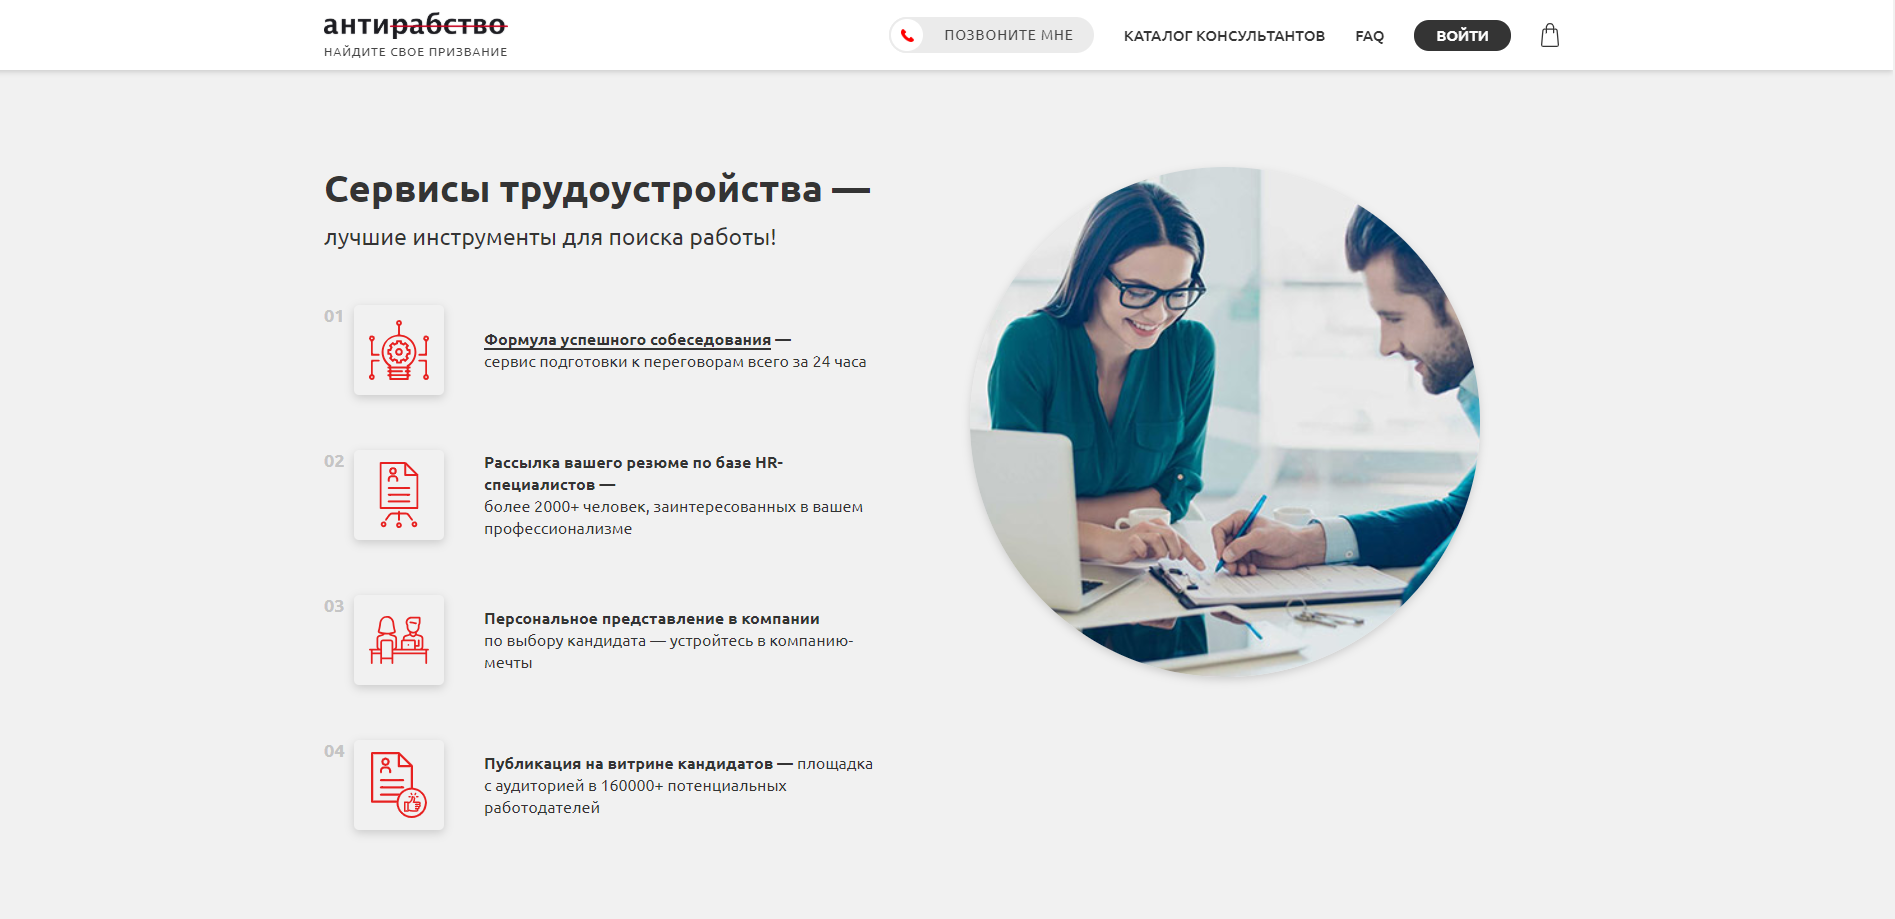 антирабство
НАЙДИТЕ СВОЕ ПРИЗВАНИЕ
ПОЗВОНИТЕ МНЕ
КАТАЛОГ КОНСУЛЬТАНТОВ
FAQ
ВОЙТИ
Сервисы трудоустройства —
лучшие инструменты для поиска работы!
01
Формула успешного собеседования —
сервис подготовки к переговорам всего за 24 часа
02
Рассылка вашего резюме по базе HR-
специалистов —
более 2000+ человек, заинтересованных в вашем
профессионализме
03
Персональное представление в компании
по выбору кандидата — устройтесь в компанию-
мечты
04
Публикация на витрине кандидатов — площадка
с аудиторией в 160000+ потенциальных
работодателей